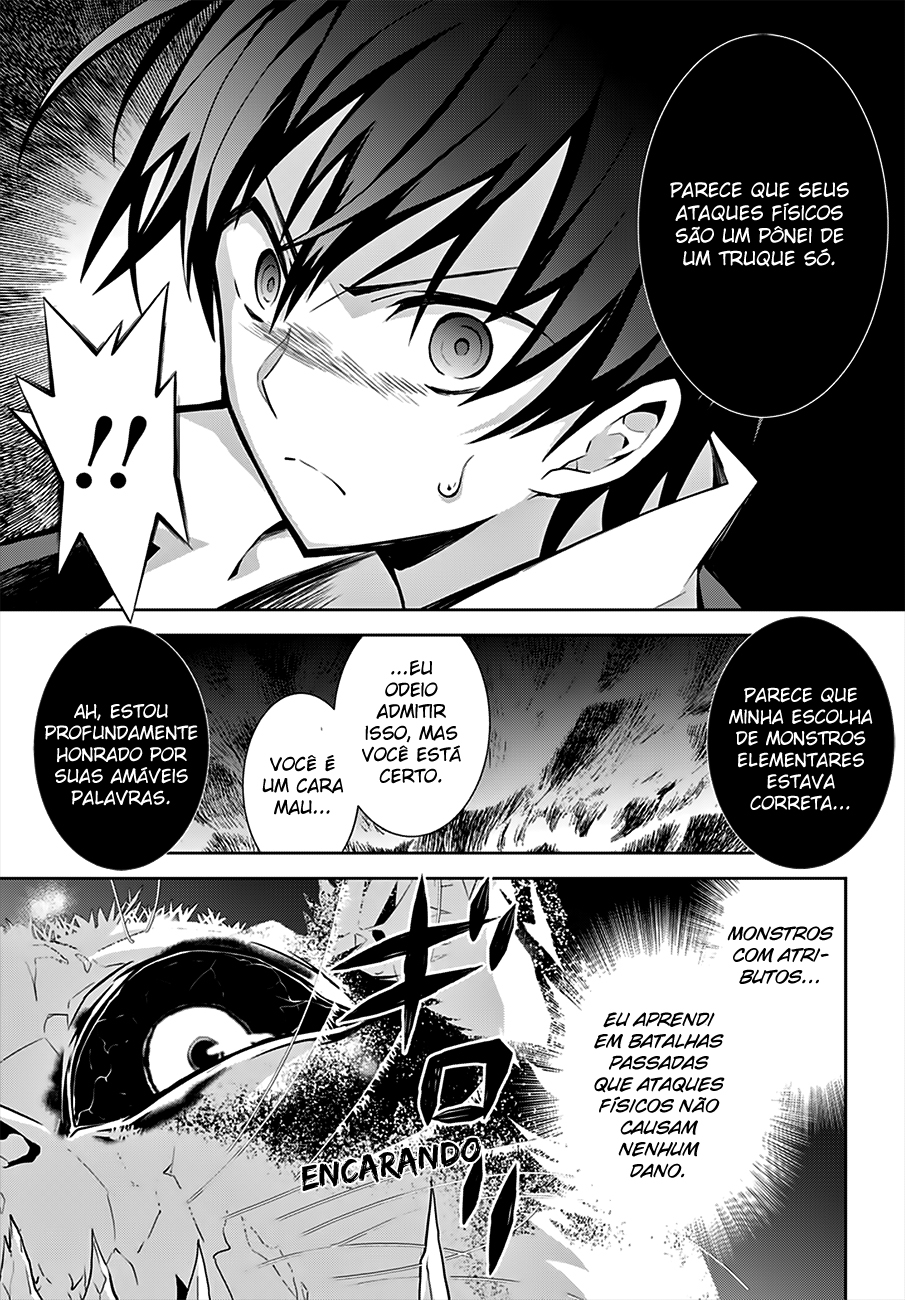 PARECE QUE SEUS
ATAQUES FÍSICOS
SÃO UM PÔNEI DE
UM TRUQUE SÓ.
!!
PARECE QUE
MINHA ESCOLHA
DE MONSTROS
ELEMENTARES
ESTAVA
CORRETA...
...EU
ODEIO
ADMITIR
ISSO, MAS
VOCÊ ESTÁ
CERTO.
VOCÊ É
UM CARA
MAU...
AH, ESTOU
PROFUNDAMENTE
HONRADO POR
SUAS AMÁVEIS
PALAVRAS.
MONSTROS
COM ATRI-
BUTOS...
EU APRENDI
EM BATALHAS
PASSADAS
QUE ATAQUES
FÍSICOS NÃO
CAUSAM
NENHUM
DANO.
ギロ
ENCARANDO